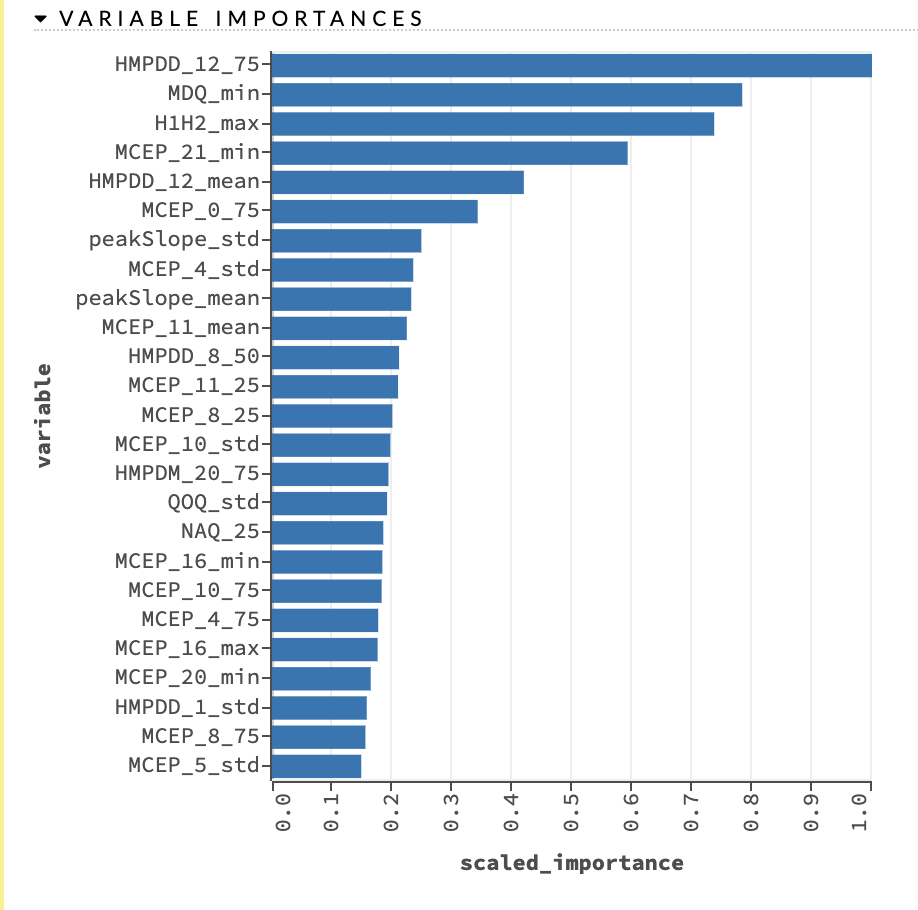 VARIABLE IMPORTANCES
HMPDD_12_75
MDQ_min
H1H2_max
MCEP_21_min
HMPDD_12_mean
MCEP_0_75
peakSlope_std
MCEP_4_std
peakSlope_mean
MCEP_11_mean
HMPDD_8_50
MCEP_11_25
MCEP_8_25
MCEP_10_std
HMPDM_20_75
QOQ_std
NAQ_25
MCEP_16_min
MCEP_10_75
MCEP_4_75
MCEP_16_max
MCEP_20_min
HMPDD_1_std
MCEP_8_75
MCEP_5_std
variable
0.0 0.1 0.2 0.3 0.4 0.5 0.6 0.7 0.8 0.9 1.0
scaled_importance